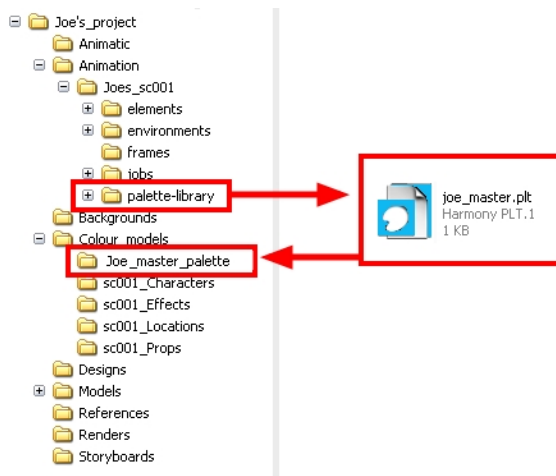 Joe's_project
Animatic
Animation
Joes_sc001
elements
environments
frames
jobs
palette-library
Backgrounds
Colour_models
Joe_master_palette
sc001_Characters
sc001_Effects
sc001_Locations
sc001_Props
Designs
Models
References
Renders
Storyboards
joe_master.plt
Harmony PLT.1
1 KB